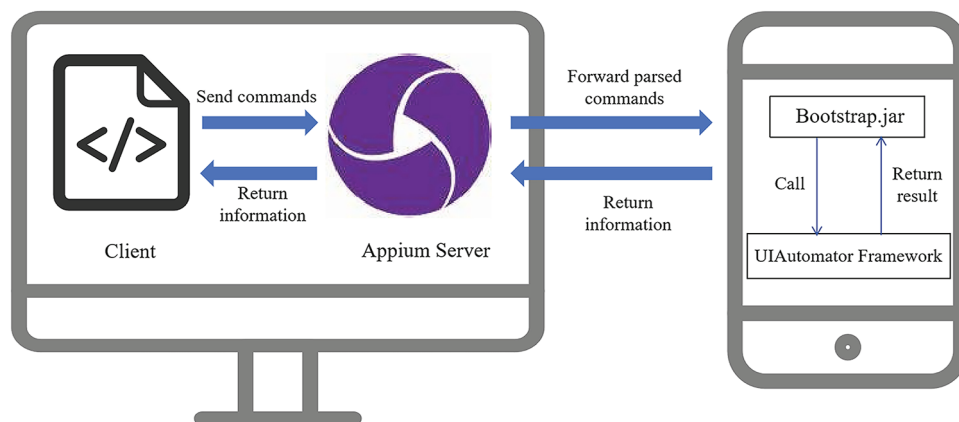 Send commands
Return
information
Client
Appium Server
Forward parsed
commands
Return
information
Bootstrap.jar
Call
Return
result
UIAutomator Framework